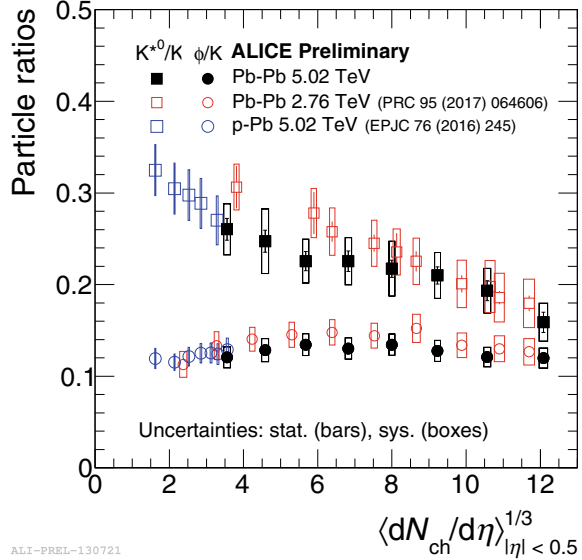 Particle ratios
0.5
0.4
0.3
0.2
0.1
0
K*0/K ϕ/K ALICE Preliminary
Pb-Pb 5.02 TeV
Pb-Pb 2.76 TeV (PRC 95 (2017) 064606)
p-Pb 5.02 TeV (EPJC 76 (2016) 245)
Uncertainties: stat. (bars), sys. (boxes)
0 2 4 6 8 10 12
⟨dN_ch/dη⟩^1/3_|η| < 0.5
ALI-PREL-130721